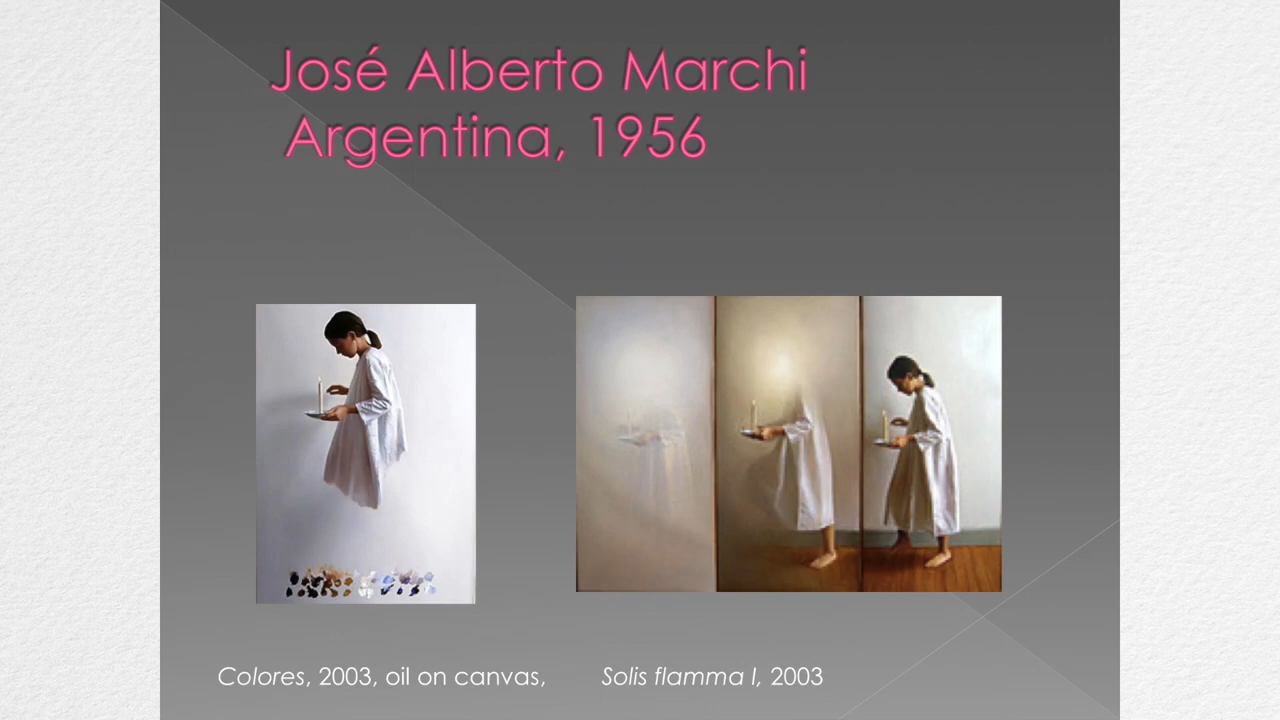 José Alberto Marchi
Argentina, 1956
Colores, 2003, oil on canvas,
Solis flamma I, 2003